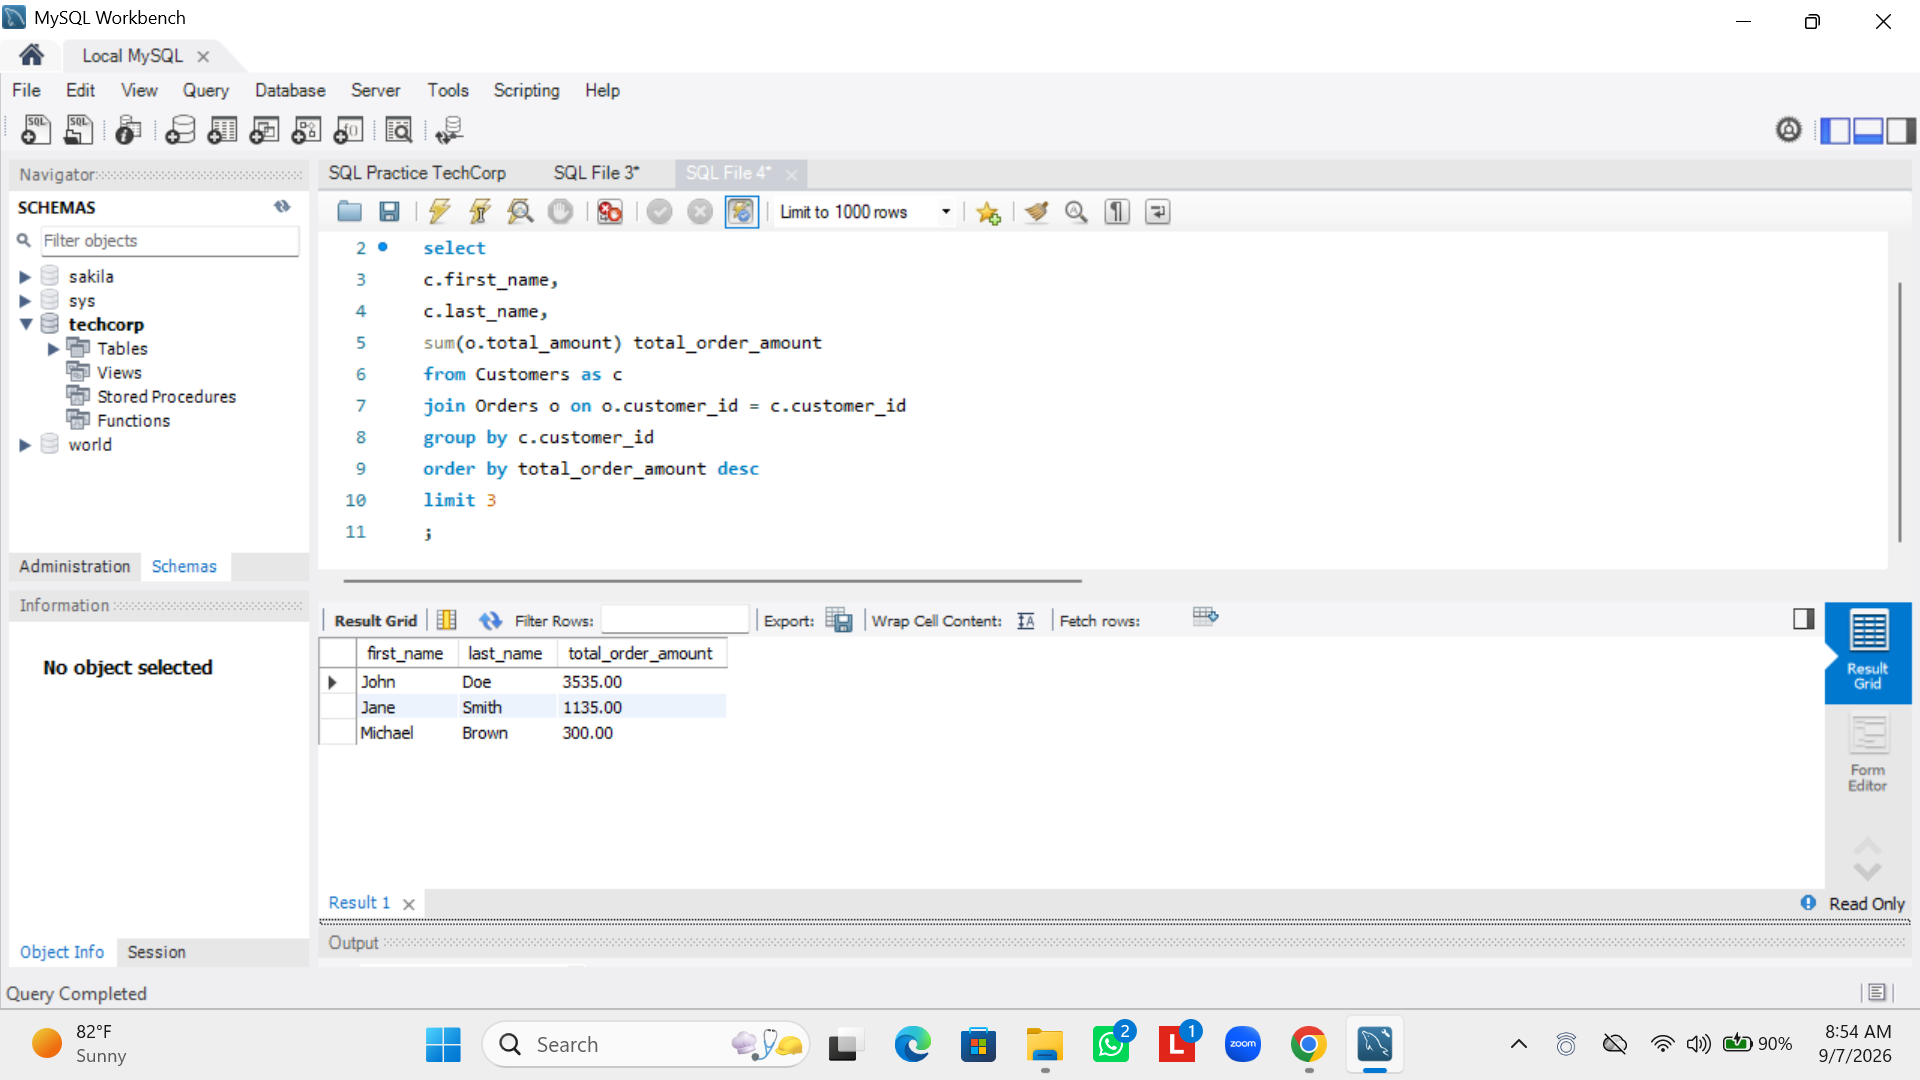 MySQL Workbench
Local MySQL
File Edit View Query Database Server Tools Scripting Help
Navigator
SCHEMAS
Filter objects
sakila
sys
techcorp
Tables
Views
Stored Procedures
Functions
world
Administration Schemas
Information
No object selected
Object Info Session
SQL Practice TechCorp SQL File 3* SQL File 4*
Limit to 1000 rows
2 select
3 c.first_name,
4 c.last_name,
5 sum(o.total_amount) total_order_amount
6 from Customers as c
7 join Orders o on o.customer_id = c.customer_id
8 group by c.customer_id
9 order by total_order_amount desc
10 limit 3
11 ;
Result Grid Filter Rows: Export: Wrap Cell Content: Fetch rows:
first_name last_name total_order_amount
John Doe 3535.00
Jane Smith 1135.00
Michael Brown 300.00
Result Grid
Form Editor
Result 1
Read Only
Output
Query Completed
82°F
Sunny
Search
2
1
zoom
90%
8:54 AM
9/7/2026